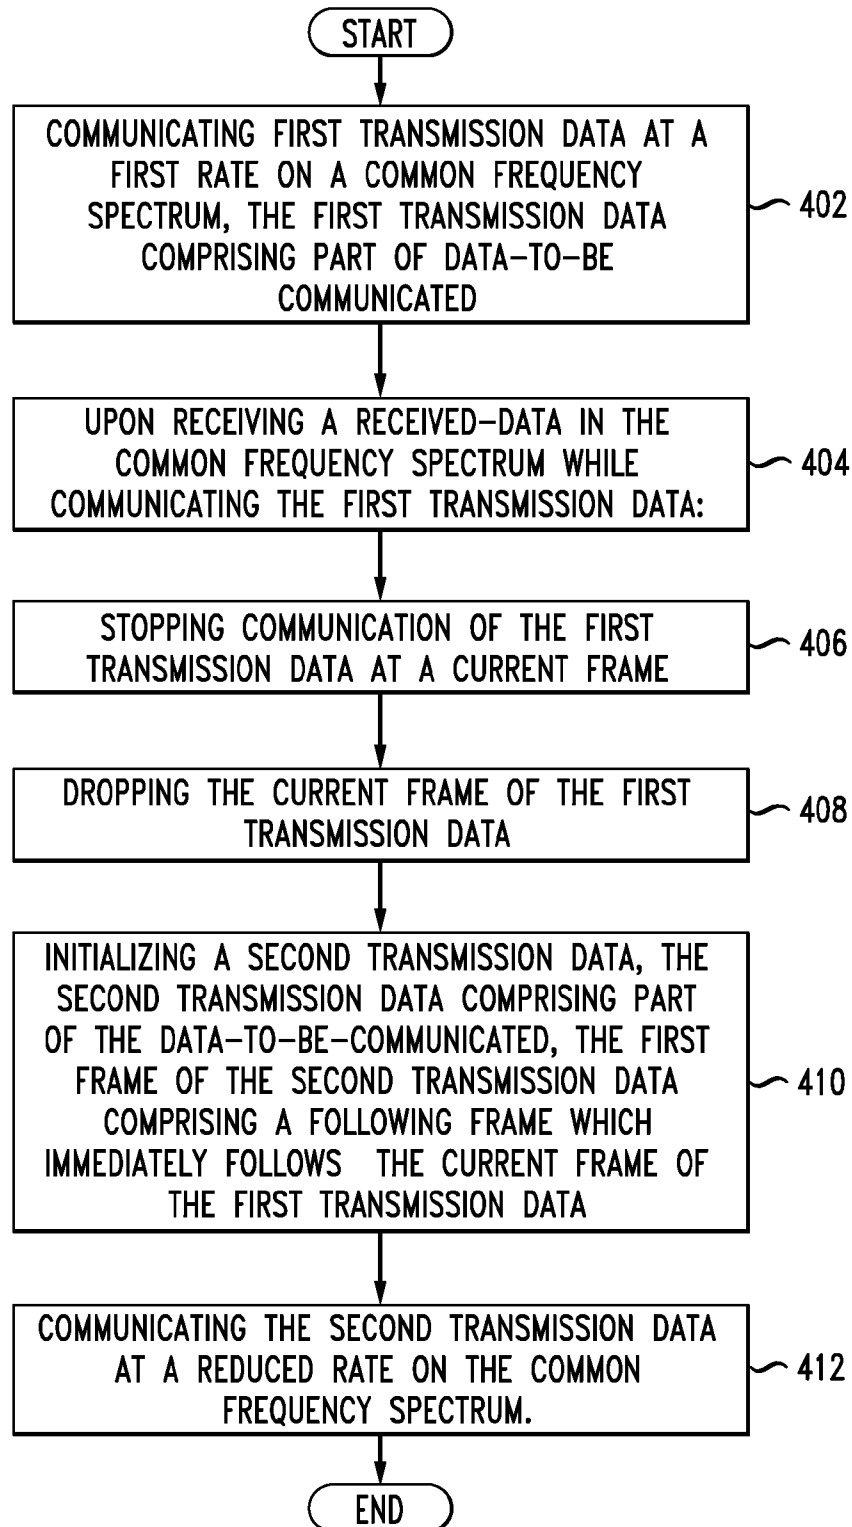 START
COMMUNICATING FIRST TRANSMISSION DATA AT A
FIRST RATE ON A COMMON FREQUENCY
SPECTRUM, THE FIRST TRANSMISSION DATA
COMPRISING PART OF DATA-TO-BE
COMMUNICATED
402
UPON RECEIVING A RECEIVED-DATA IN THE
COMMON FREQUENCY SPECTRUM WHILE
COMMUNICATING THE FIRST TRANSMISSION DATA:
404
STOPPING COMMUNICATION OF THE FIRST
TRANSMISSION DATA AT A CURRENT FRAME
406
DROPPING THE CURRENT FRAME OF THE FIRST
TRANSMISSION DATA
408
INITIALIZING A SECOND TRANSMISSION DATA, THE
SECOND TRANSMISSION DATA COMPRISING PART
OF THE DATA-TO-BE-COMMUNICATED, THE FIRST
FRAME OF THE SECOND TRANSMISSION DATA
COMPRISING A FOLLOWING FRAME WHICH
IMMEDIATELY FOLLOWS THE CURRENT FRAME OF
THE FIRST TRANSMISSION DATA
410
COMMUNICATING THE SECOND TRANSMISSION DATA
AT A REDUCED RATE ON THE COMMON
FREQUENCY SPECTRUM.
412
END